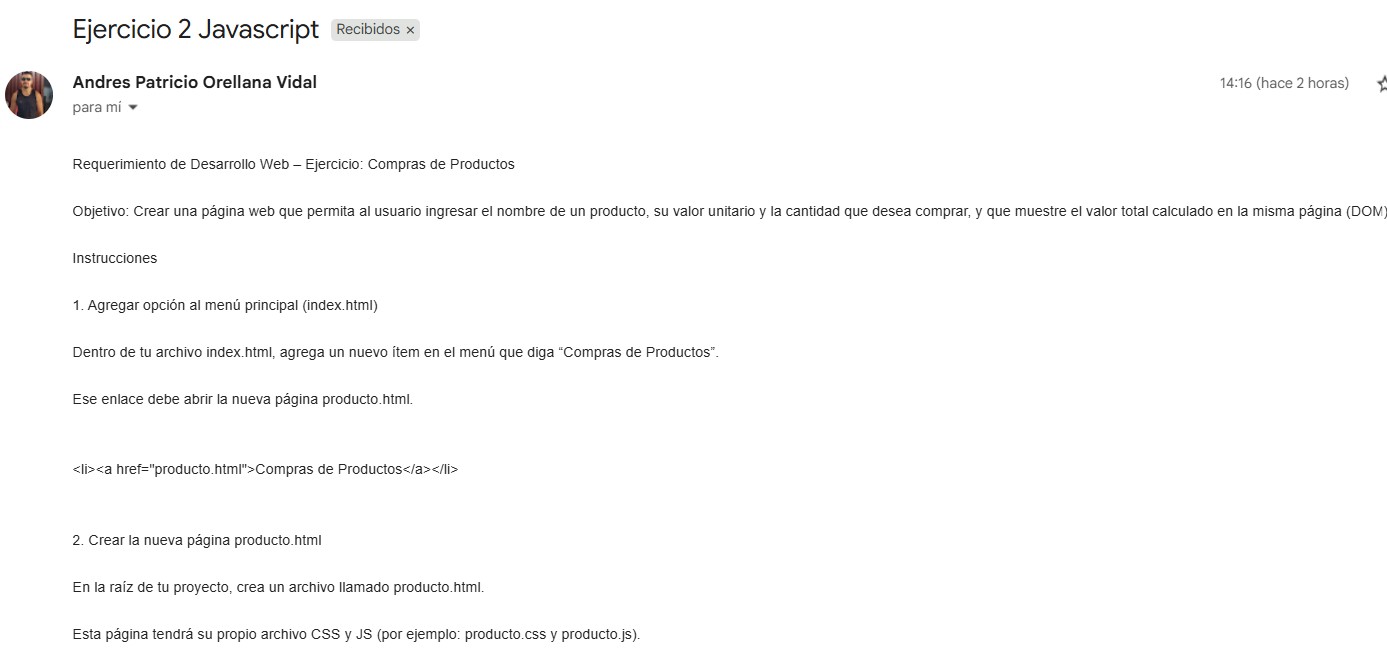 Ejercicio 2 Javascript Recibidos ×
Andres Patricio Orellana Vidal 14:16 (hace 2 horas)
para mí
Requerimiento de Desarrollo Web – Ejercicio: Compras de Productos
Objetivo: Crear una página web que permita al usuario ingresar el nombre de un producto, su valor unitario y la cantidad que desea comprar, y que muestre el valor total calculado en la misma página (DOM)
Instrucciones
1. Agregar opción al menú principal (index.html)
Dentro de tu archivo index.html, agrega un nuevo ítem en el menú que diga “Compras de Productos”.
Ese enlace debe abrir la nueva página producto.html.
<li><a href="producto.html">Compras de Productos</a></li>
2. Crear la nueva página producto.html
En la raíz de tu proyecto, crea un archivo llamado producto.html.
Esta página tendrá su propio archivo CSS y JS (por ejemplo: producto.css y producto.js).